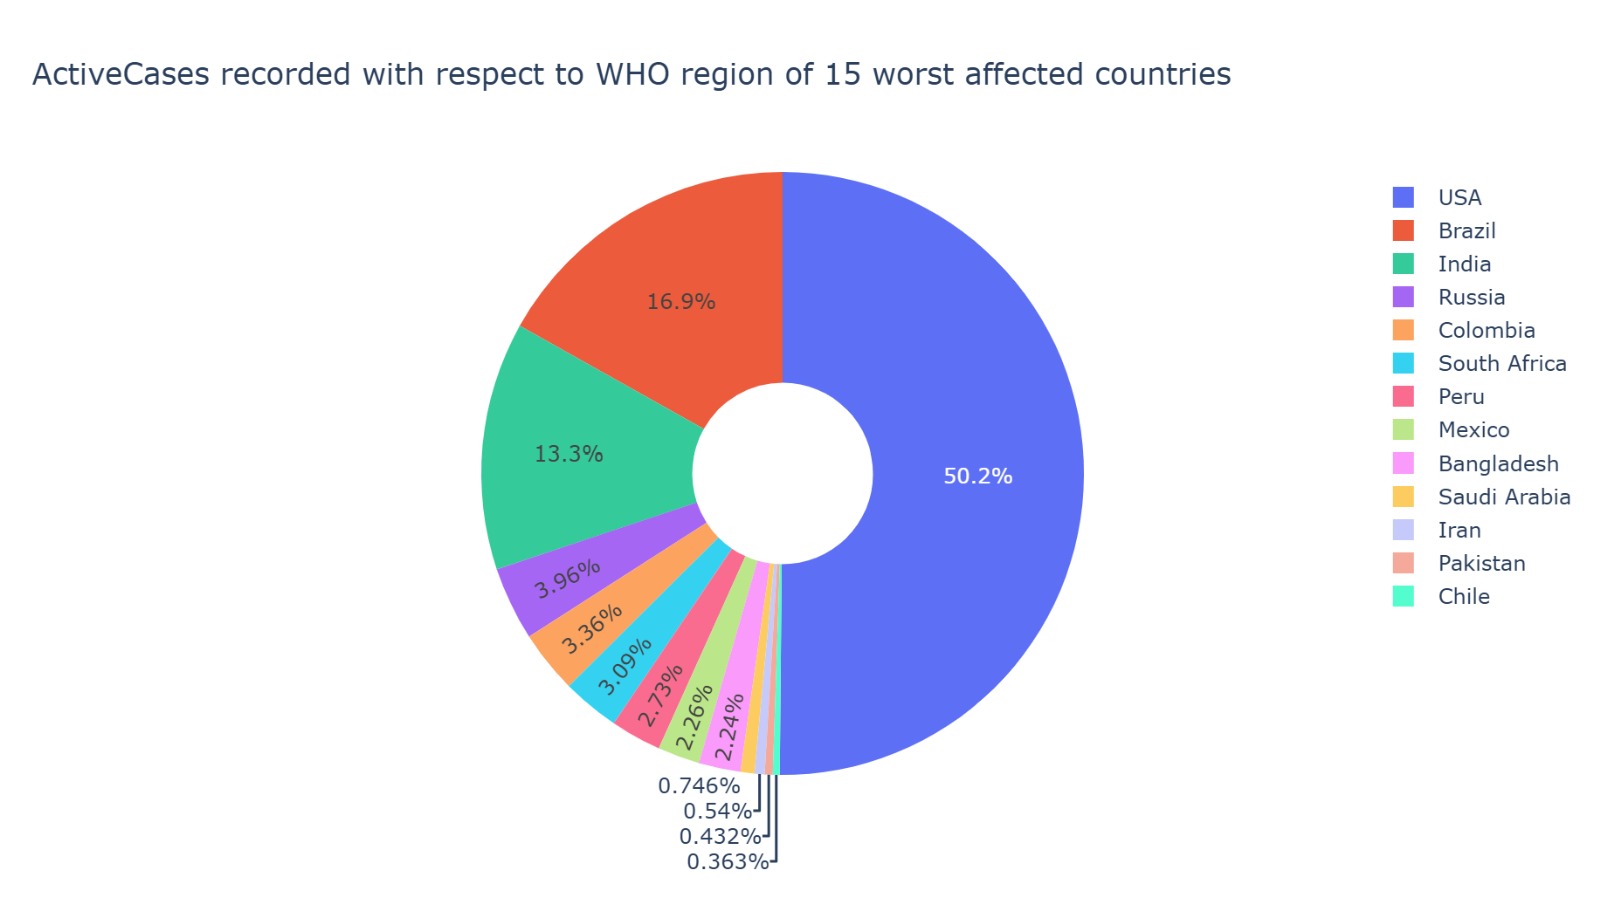 ActiveCases recorded with respect to WHO region of 15 worst affected countries
50.2%
16.9%
13.3%
3.96%
3.36%
3.09%
2.73%
2.26%
2.24%
0.746%
0.54%
0.432%
0.363%
USA
Brazil
India
Russia
Colombia
South Africa
Peru
Mexico
Bangladesh
Saudi Arabia
Iran
Pakistan
Chile